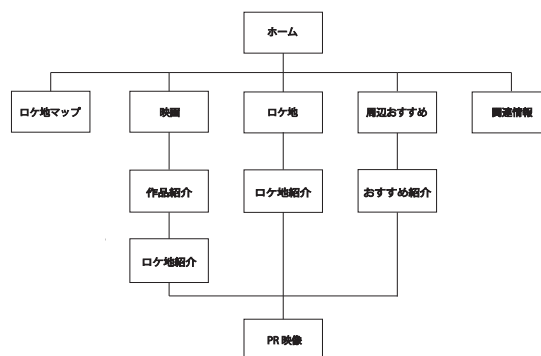 ホーム
ロケ地マップ
映画
ロケ地
周辺おすすめ
関連情報
作品紹介
ロケ地紹介
おすすめ紹介
ロケ地紹介
PR 映像